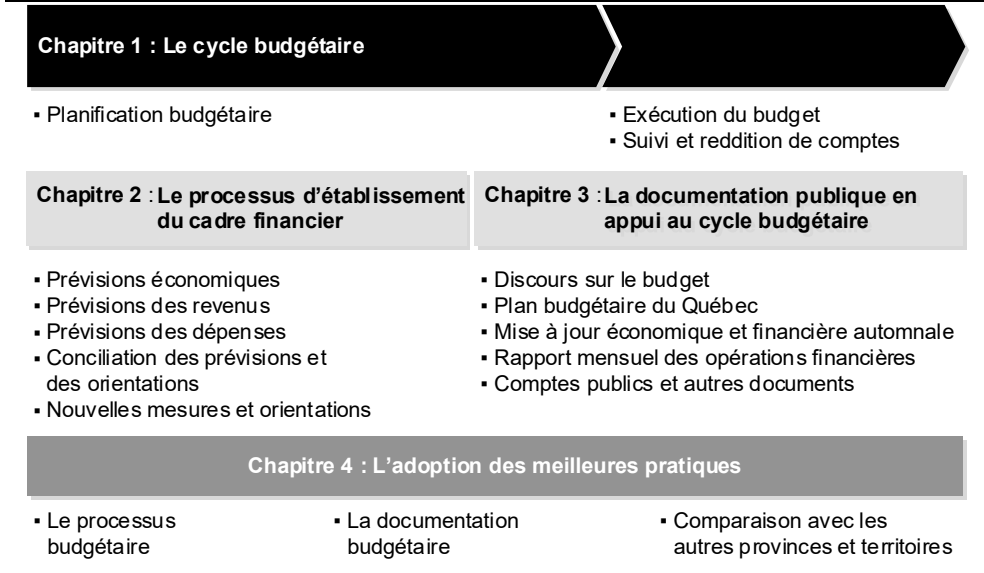 Chapitre 1 : Le cycle budgétaire
▪ Planification budgétaire
▪ Exécution du budget
▪ Suivi et reddition de comptes
Chapitre 2 : Le processus d’établissement
du cadre financier
▪ Prévisions économiques
▪ Prévisions des revenus
▪ Prévisions des dépenses
▪ Conciliation des prévisions et
des orientations
▪ Nouvelles mesures et orientations
Chapitre 3 : La documentation publique en
appui au cycle budgétaire
▪ Discours sur le budget
▪ Plan budgétaire du Québec
▪ Mise à jour économique et financière automnale
▪ Rapport mensuel des opérations financières
▪ Comptes publics et autres documents
Chapitre 4 : L’adoption des meilleures pratiques
▪ Le processus
budgétaire
▪ La documentation
budgétaire
▪ Comparaison avec les
autres provinces et territoires